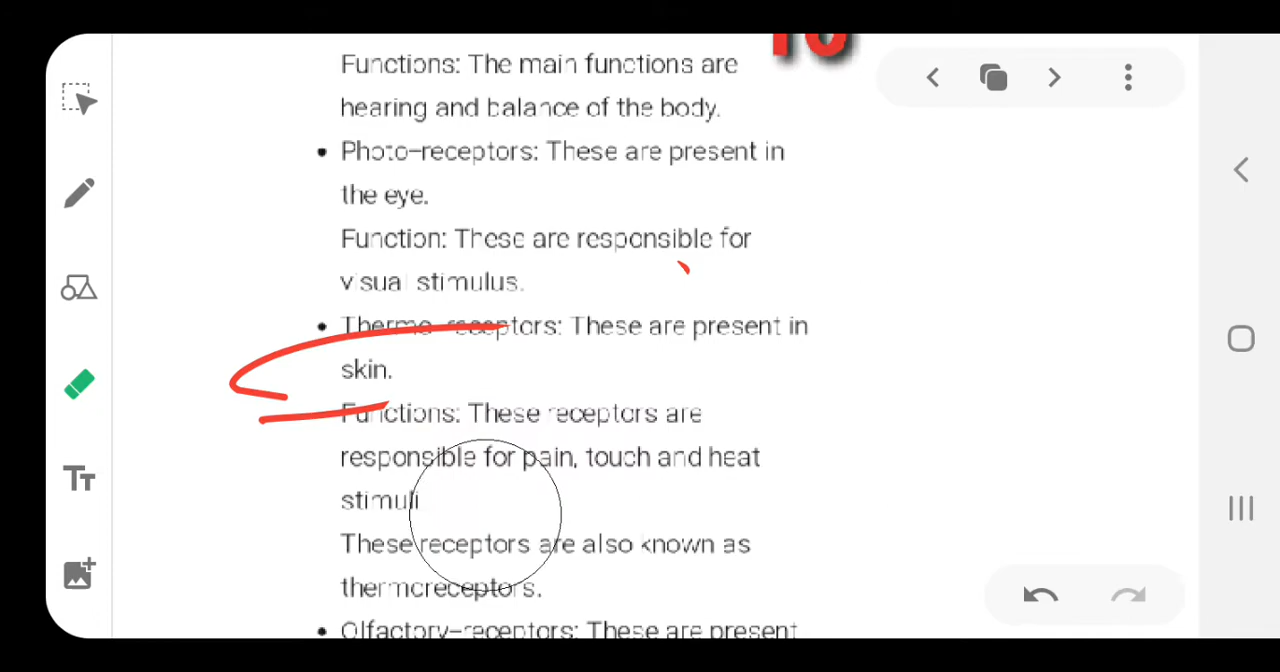 Functions: The main functions are
hearing and balance of the body.
• Photo-receptors: These are present in
the eye.
Function: These are responsible for
visual stimulus.
• Thermo-receptors: These are present in
skin.
Functions: These receptors are
responsible for pain, touch and heat
stimuli
These receptors are also known as
thermoreceptors.
• Olfactory-receptors: These are present
Tт